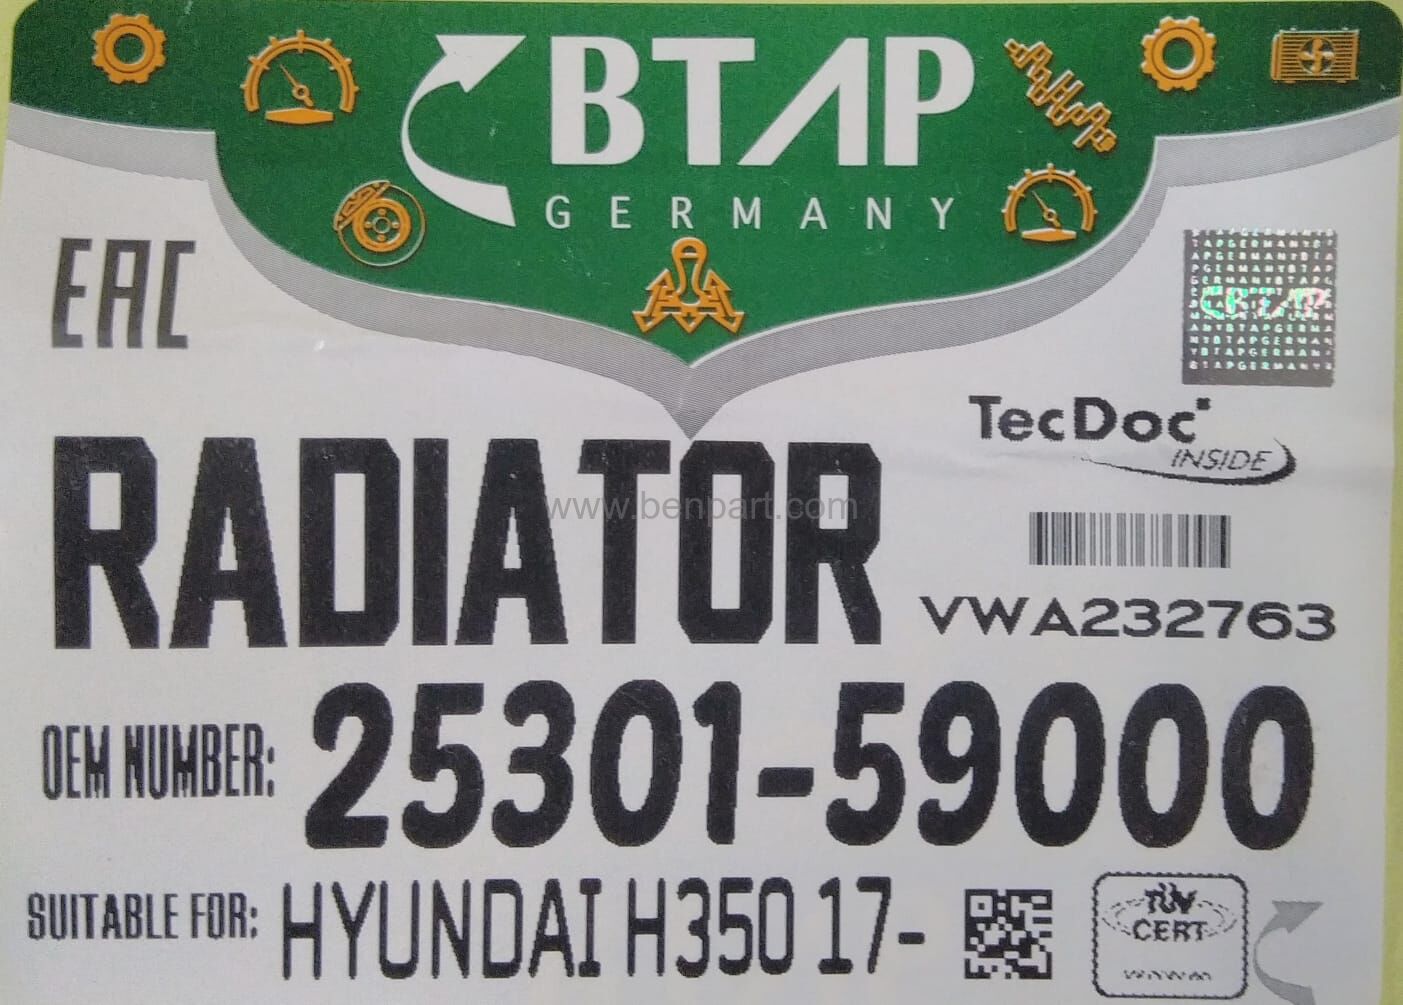 BTAP
GERMANY
EAC
TecDoc
INSIDE
RADIATOR
www.benpart.com
VWA232763
OEM NUMBER: 25301-59000
SUITABLE FOR: HYUNDAI H350 17-
TÜV
CERT